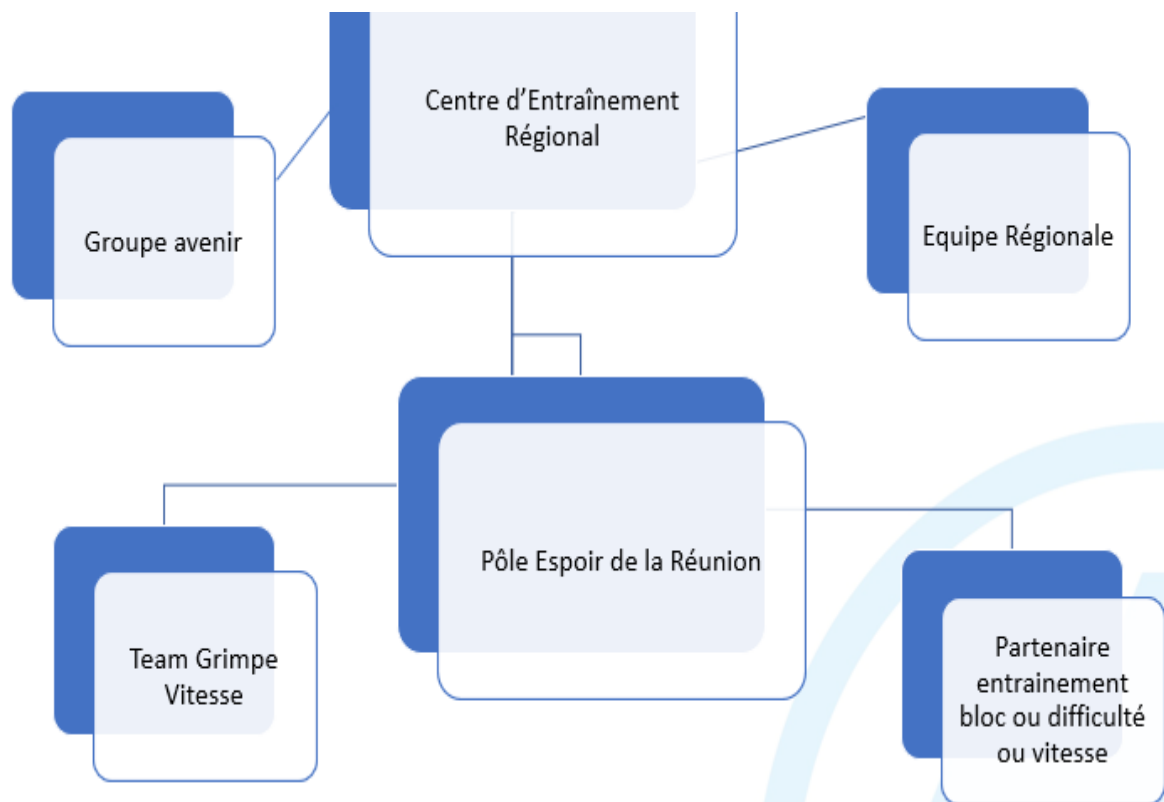 Centre d'Entraînement
Régional
Groupe avenir
Equipe Régionale
Pôle Espoir de la Réunion
Team Grimpe
Vitesse
Partenaire
entrainement
bloc ou difficulté
ou vitesse